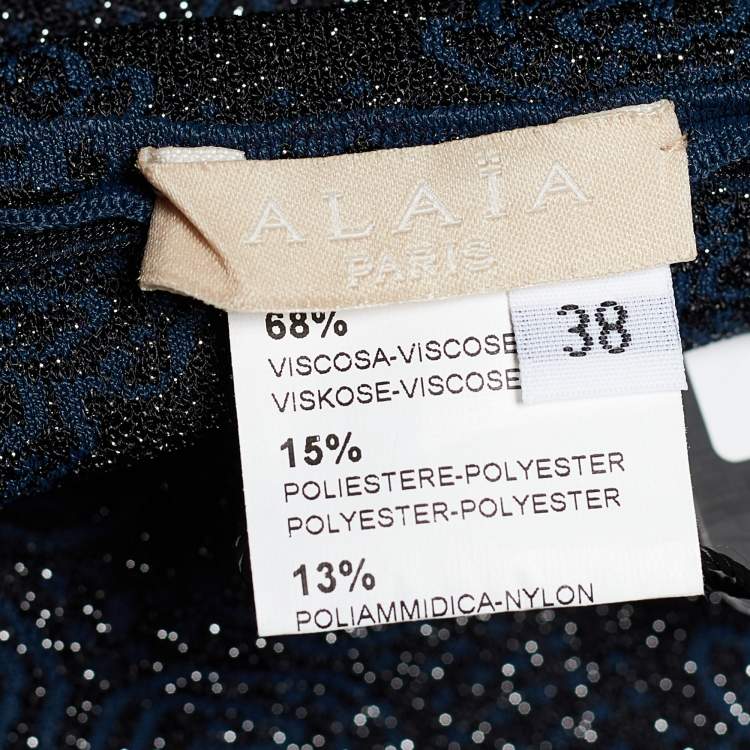 ALAÏA
PARIS
38
68%
VISCOSA-VISCOSE
VISKOSE-VISCOSE
15%
POLIESTERE-POLYESTER
POLYESTER-POLYESTER
13%
POLIAMMIDICA-NYLON